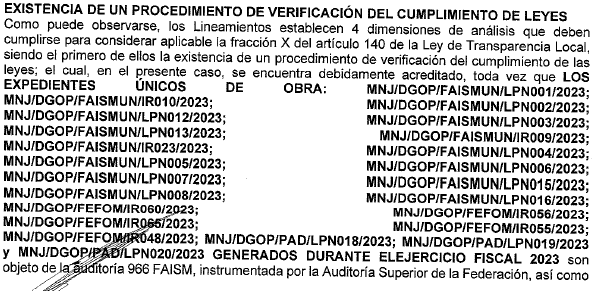 EXISTENCIA DE UN PROCEDIMIENTO DE VERIFICACIÓN DEL CUMPLIMIENTO DE LEYES
Como puede observarse, los Lineamientos establecen 4 dimensiones de análisis que deben
cumplirse para considerar aplicable la fracción X del artículo 140 de la Ley de Transparencia Local,
siendo el primero de ellos la existencia de un procedimiento de verificación del cumplimiento de las
leyes; el cual, en el presente caso, se encuentra debidamente acreditado, toda vez que LOS
EXPEDIENTES ÚNICOS DE OBRA: MNJ/DGOP/FAISMUN/LPN001/2023;
MNJ/DGOP/FAISMUN/IR010/2023; MNJ/DGOP/FAISMUN/LPN002/2023;
MNJ/DGOP/FAISMUN/LPN012/2023; MNJ/DGOP/FAISMUN/LPN003/2023;
MNJ/DGOP/FAISMUN/LPN013/2023; MNJ/DGOP/FAISMUN/IR009/2023;
MNJ/DGOP/FAISMUN/IR023/2023; MNJ/DGOP/FAISMUN/LPN004/2023;
MNJ/DGOP/FAISMUN/LPN005/2023; MNJ/DGOP/FAISMUN/LPN006/2023;
MNJ/DGOP/FAISMUN/LPN007/2023; MNJ/DGOP/FAISMUN/LPN015/2023;
MNJ/DGOP/FAISMUN/LPN008/2023; MNJ/DGOP/FAISMUN/LPN016/2023;
MNJ/DGOP/FEFOM/IR060/2023; MNJ/DGOP/FEFOM/IR056/2023;
MNJ/DGOP/FEFOM/IR065/2023; MNJ/DGOP/FEFOM/IR055/2023;
MNJ/DGOP/FEFOM/IR048/2023; MNJ/DGOP/PAD/LPN018/2023; MNJ/DGOP/PAD/LPN019/2023
y MNJ/DGOP/PAD/LPN020/2023 GENERADOS DURANTE ELEJERCICIO FISCAL 2023 son
objeto de la auditoría 966 FAISM, instrumentada por la Auditoría Superior de la Federación, así como